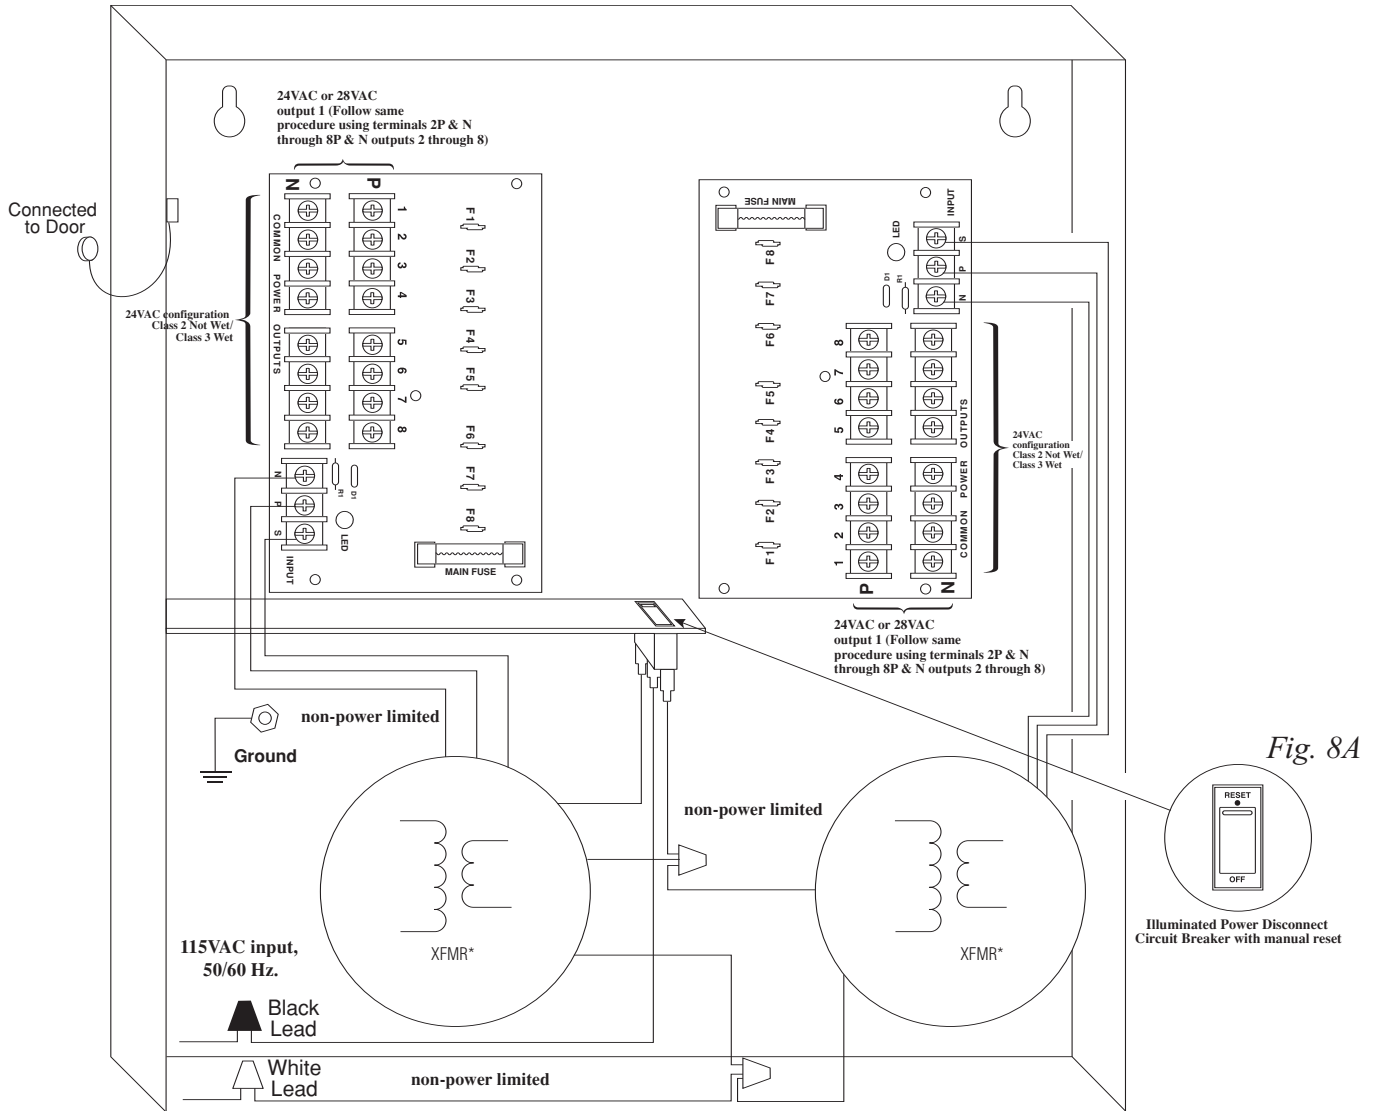 24VAC or 28VAC
output 1 (Follow same
procedure using terminals 2P & N
through 8P & N outputs 2 through 8)
Connected
to Door
24VAC configuration
Class 2 Not Wet/
Class 3 Wet
N
P
COMMON POWER OUTPUTS
1
2
3
4
5
6
7
8
F1
F2
F3
F4
F5
F6
F7
F8
N
P
S
R1
D1
LED
INPUT
MAIN FUSE
MAIN FUSE
INPUT
LED
S
P
N
D1
R1
F8
F7
F6
F5
F4
F3
F2
F1
8
7
6
5
4
3
2
1
COMMON POWER OUTPUTS
P
N
24VAC
configuration
Class 2 Not Wet/
Class 3 Wet
24VAC or 28VAC
output 1 (Follow same
procedure using terminals 2P & N
through 8P & N outputs 2 through 8)
non-power limited
Ground
non-power limited
Fig. 8A
RESET
OFF
Illuminated Power Disconnect
Circuit Breaker with manual reset
XFMR*
XFMR*
115VAC input,
50/60 Hz.
Black
Lead
White
Lead
non-power limited